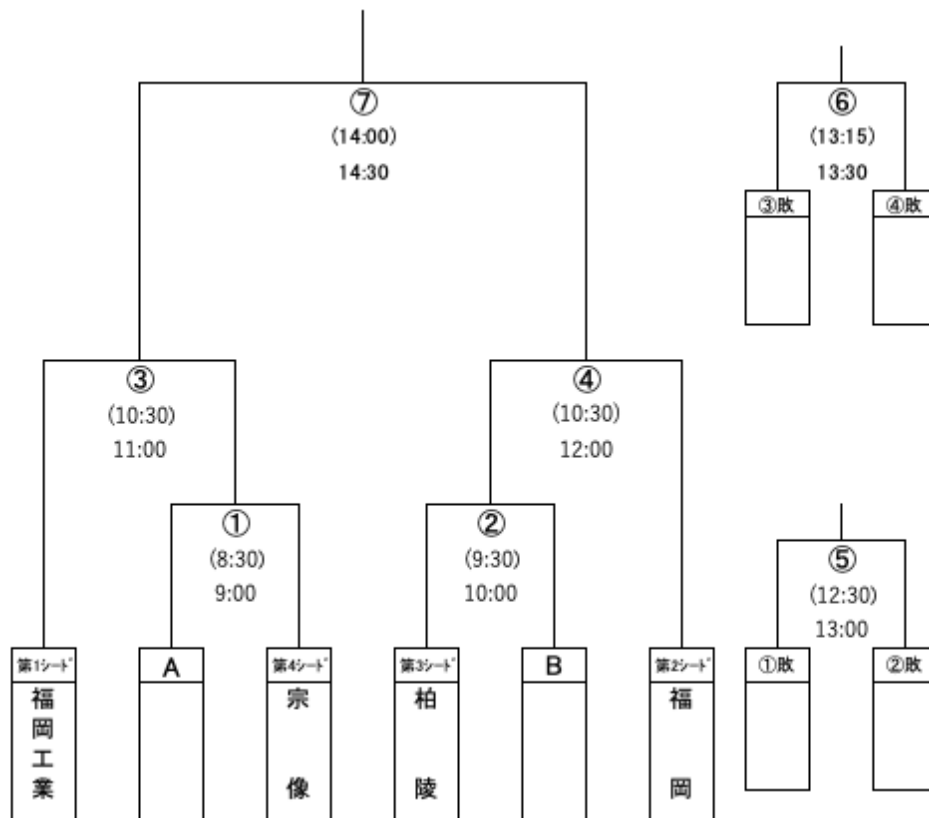 ⑦
(14:00)
14:30
⑥
(13:15)
13:30
③敗
④敗
③
(10:30)
11:00
④
(10:30)
12:00
①
(8:30)
9:00
②
(9:30)
10:00
⑤
(12:30)
13:00
第1シード
A
第4シード
第3シード
B
第2シード
①敗
②敗
福岡工業
宗像
柏陵
福岡